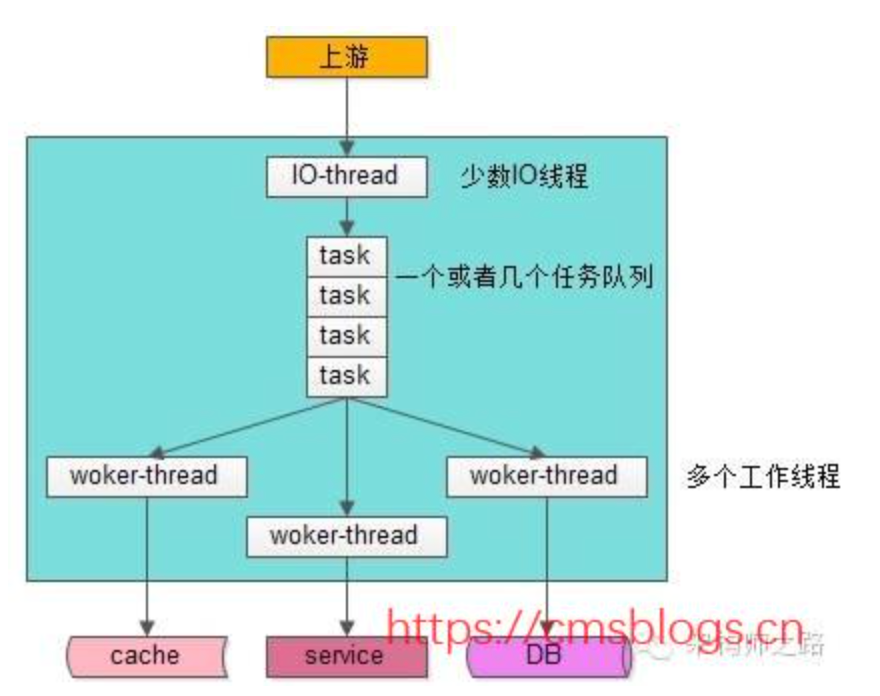 上游
IO-thread
少数IO线程
task
一个或者几个任务队列
task
task
task
woker-thread
woker-thread
多个工作线程
woker-thread
https://cmsblogs.cn
cache
service
DB
师之路